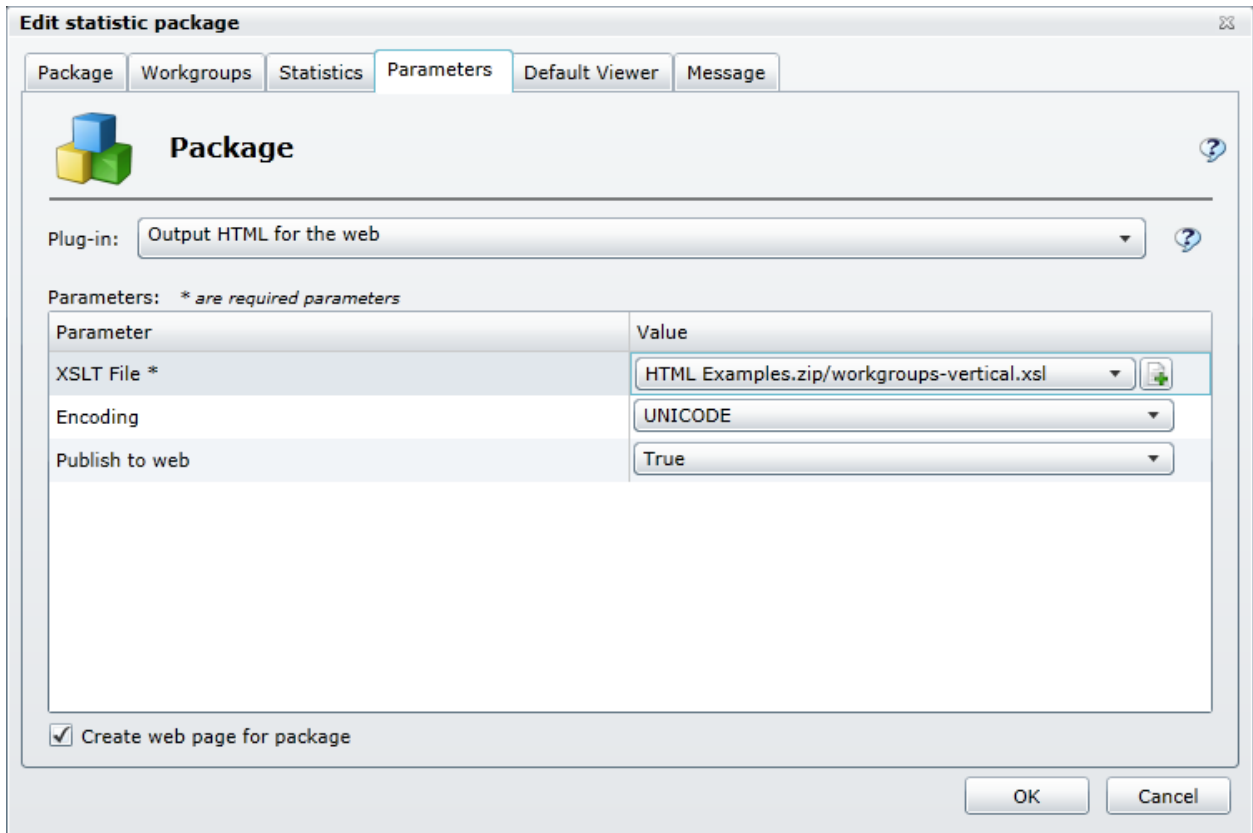 Edit statistic package
Package Workgroups Statistics Parameters Default Viewer Message
Package
Plug-in: Output HTML for the web
Parameters: * are required parameters
Parameter Value
XSLT File * HTML Examples.zip/workgroups-vertical.xsl
Encoding UNICODE
Publish to web True
Create web page for package
OK Cancel